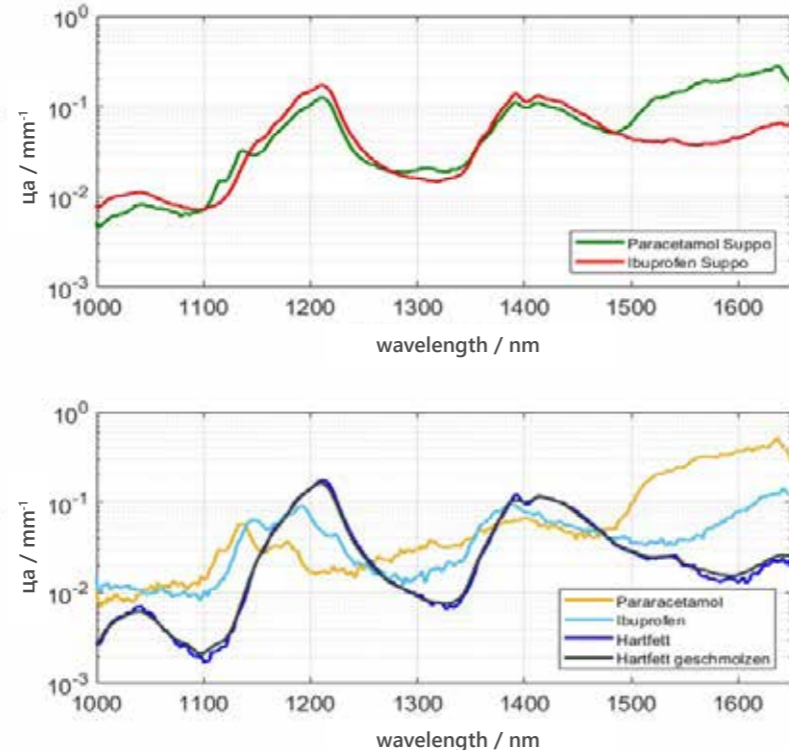 10⁰
10⁻¹
10⁻²
10⁻³
µa / mm⁻¹
Paracetamol Suppo
Ibuprofen Suppo
1000 1100 1200 1300 1400 1500 1600
wavelength / nm
10⁰
10⁻¹
10⁻²
10⁻³
µa / mm⁻¹
Pararacetamol
Ibuprofen
Hartfett
Hartfett geschmolzen
1000 1100 1200 1300 1400 1500 1600
wavelength / nm